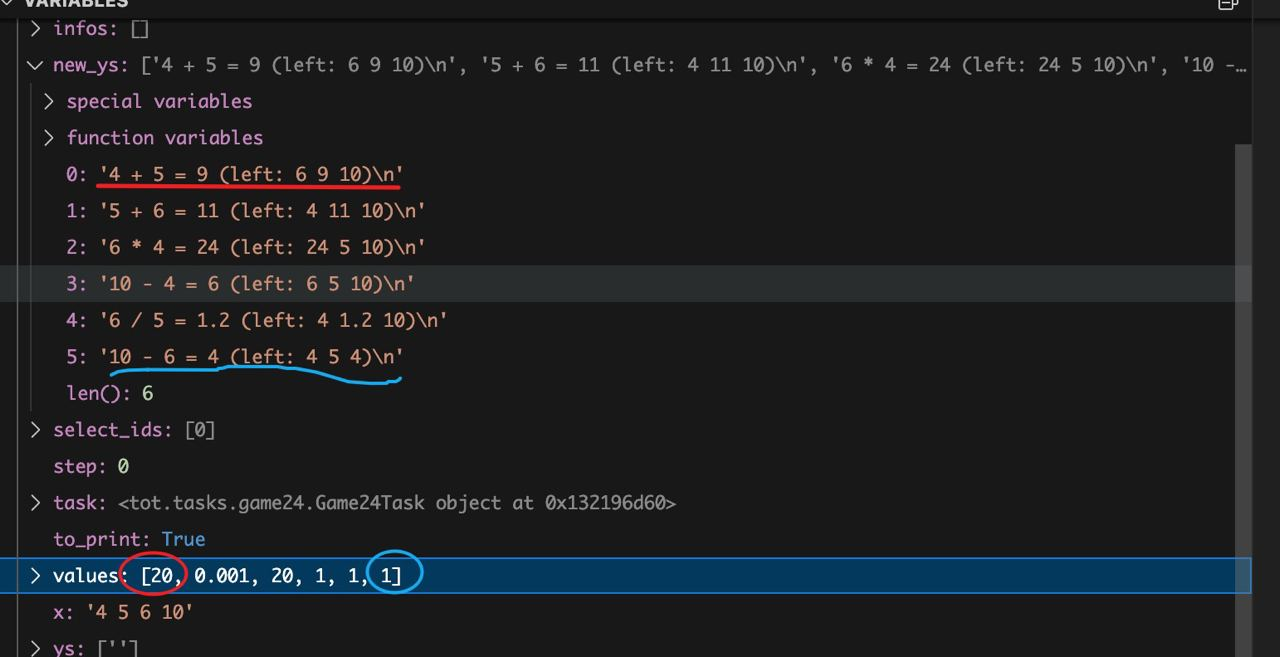 VARIABLES
infos: []
new_ys: ['4 + 5 = 9 (left: 6 9 10)\n', '5 + 6 = 11 (left: 4 11 10)\n', '6 * 4 = 24 (left: 24 5 10)\n', '10 -…
special variables
function variables
0: '4 + 5 = 9 (left: 6 9 10)\n'
1: '5 + 6 = 11 (left: 4 11 10)\n'
2: '6 * 4 = 24 (left: 24 5 10)\n'
3: '10 - 4 = 6 (left: 6 5 10)\n'
4: '6 / 5 = 1.2 (left: 4 1.2 10)\n'
5: '10 - 6 = 4 (left: 4 5 4)\n'
len(): 6
select_ids: [0]
step: 0
task: <tot.tasks.game24.Game24Task object at 0x132196d60>
to_print: True
values: [20, 0.001, 20, 1, 1, 1]
x: '4 5 6 10'
ys: ['']